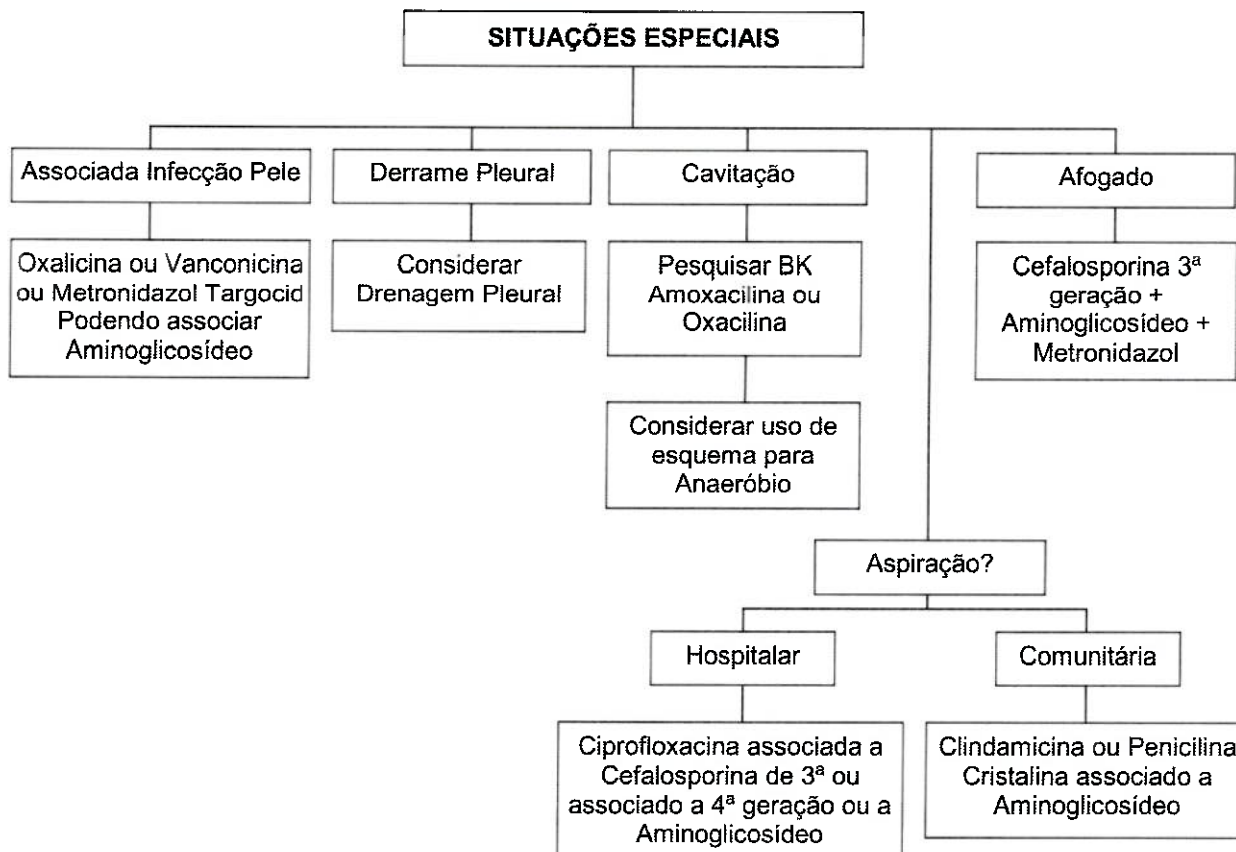 SITUAÇÕES ESPECIAIS
Associada Infecção Pele
Derrame Pleural
Cavitação
Afogado
Oxalicina ou Vanconicina
ou Metronidazol Targocid
Podendo associar
Aminoglicosídeo
Considerar
Drenagem Pleural
Pesquisar BK
Amoxacilina ou
Oxacilina
Cefalosporina 3ª
geração +
Aminoglicosídeo +
Metronidazol
Considerar uso de
esquema para
Anaeróbio
Aspiração?
Hospitalar
Comunitária
Ciprofloxacina associada a
Cefalosporina de 3ª ou
associado a 4ª geração ou a
Aminoglicosídeo
Clindamicina ou Penicilina
Cristalina associado a
Aminoglicosídeo